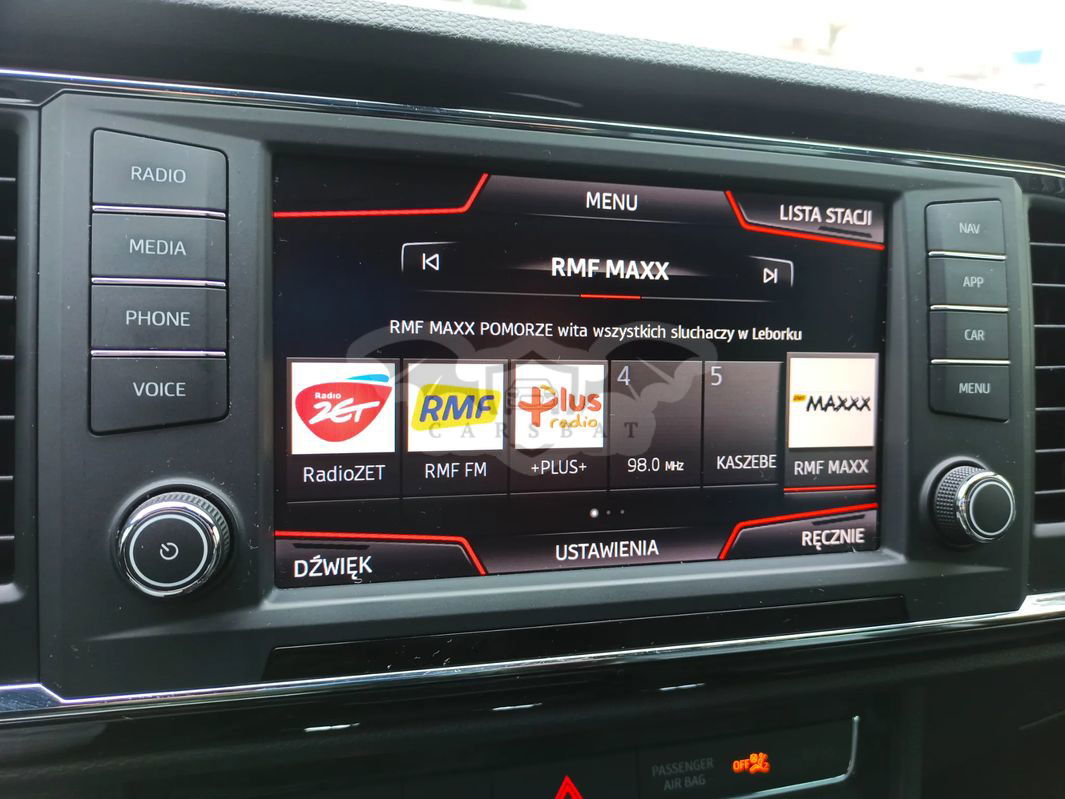 RADIO
MEDIA
PHONE
VOICE
MENU
LISTA STACJI
RMF MAXX
RMF MAXX POMORZE wita wszystkich sluchaczy w Leborku
Radio
ZET
RadioZET
RMF
RMF FM
+Plus
radio
+PLUS+
4
98.0 MHZ
5
KASZEBE
RMF
MAXXX
RMF MAXX
CARSBAT
DŹWIĘK
USTAWIENIA
RĘCZNIE
NAV
APP
CAR
MENU
PASSENGER
AIR BAG
OFF